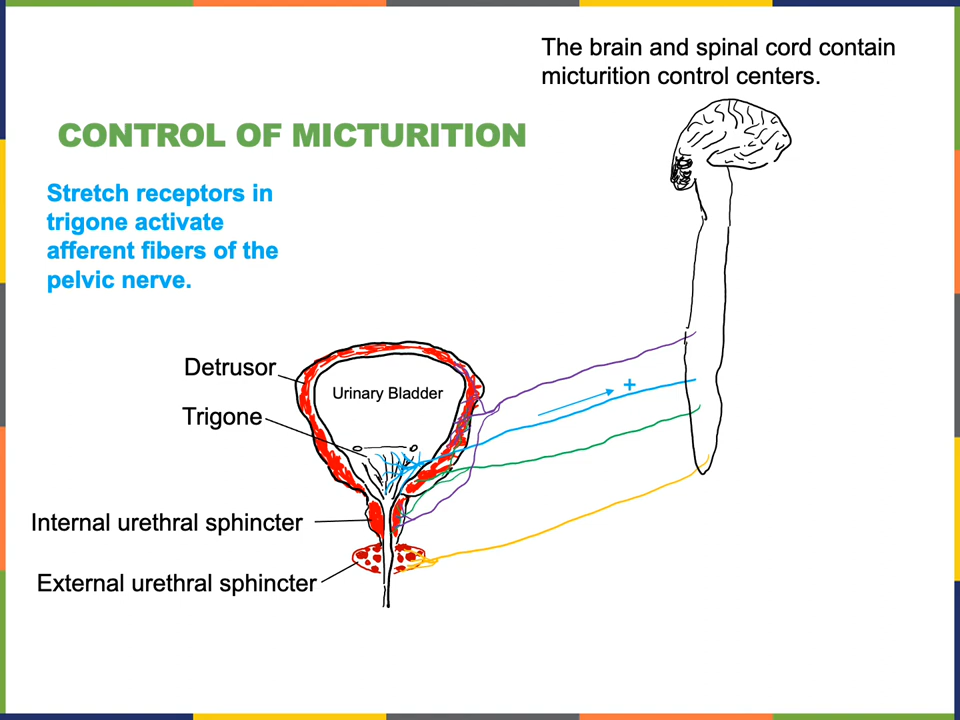 The brain and spinal cord contain
micturition control centers.
CONTROL OF MICTURITION
Stretch receptors in
trigone activate
afferent fibers of the
pelvic nerve.
Detrusor
Urinary Bladder
+
Trigone
Internal urethral sphincter
External urethral sphincter